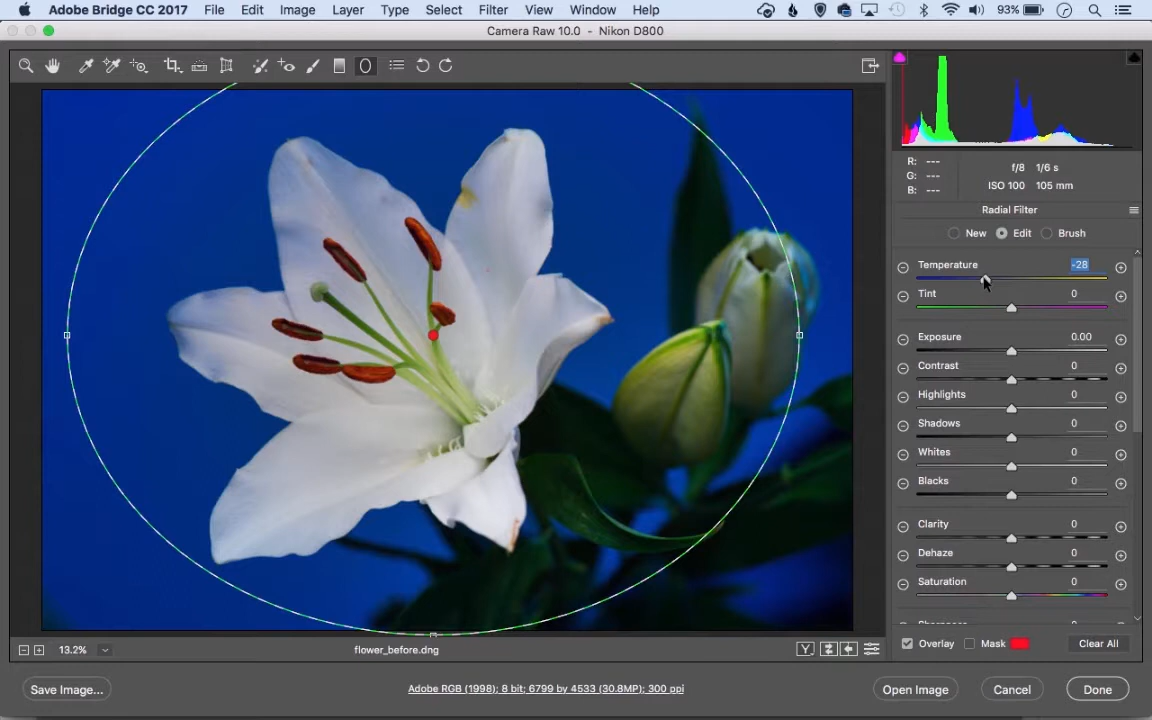 Adobe Bridge CC 2017 File Edit Image Layer Type Select Filter Effects View Window Help 93%
Camera Raw 10.0 - Nikon D800
R: ---
G: ---
B: ---
f/8 1/6 s
ISO 100 105 mm
Radial Filter
New Edit Brush
Temperature -28
Tint 0
Exposure 0.00
Contrast 0
Highlights 0
Shadows 0
Whites 0
Blacks 0
Clarity 0
Dehaze 0
Saturation 0
13.2% flower_before.dng Y
Overlay Mask Clear All
Save Image... Adobe RGB (1998); 8 bit; 6799 by 4533 (30.8MP); 300 ppi Open Image Cancel Done